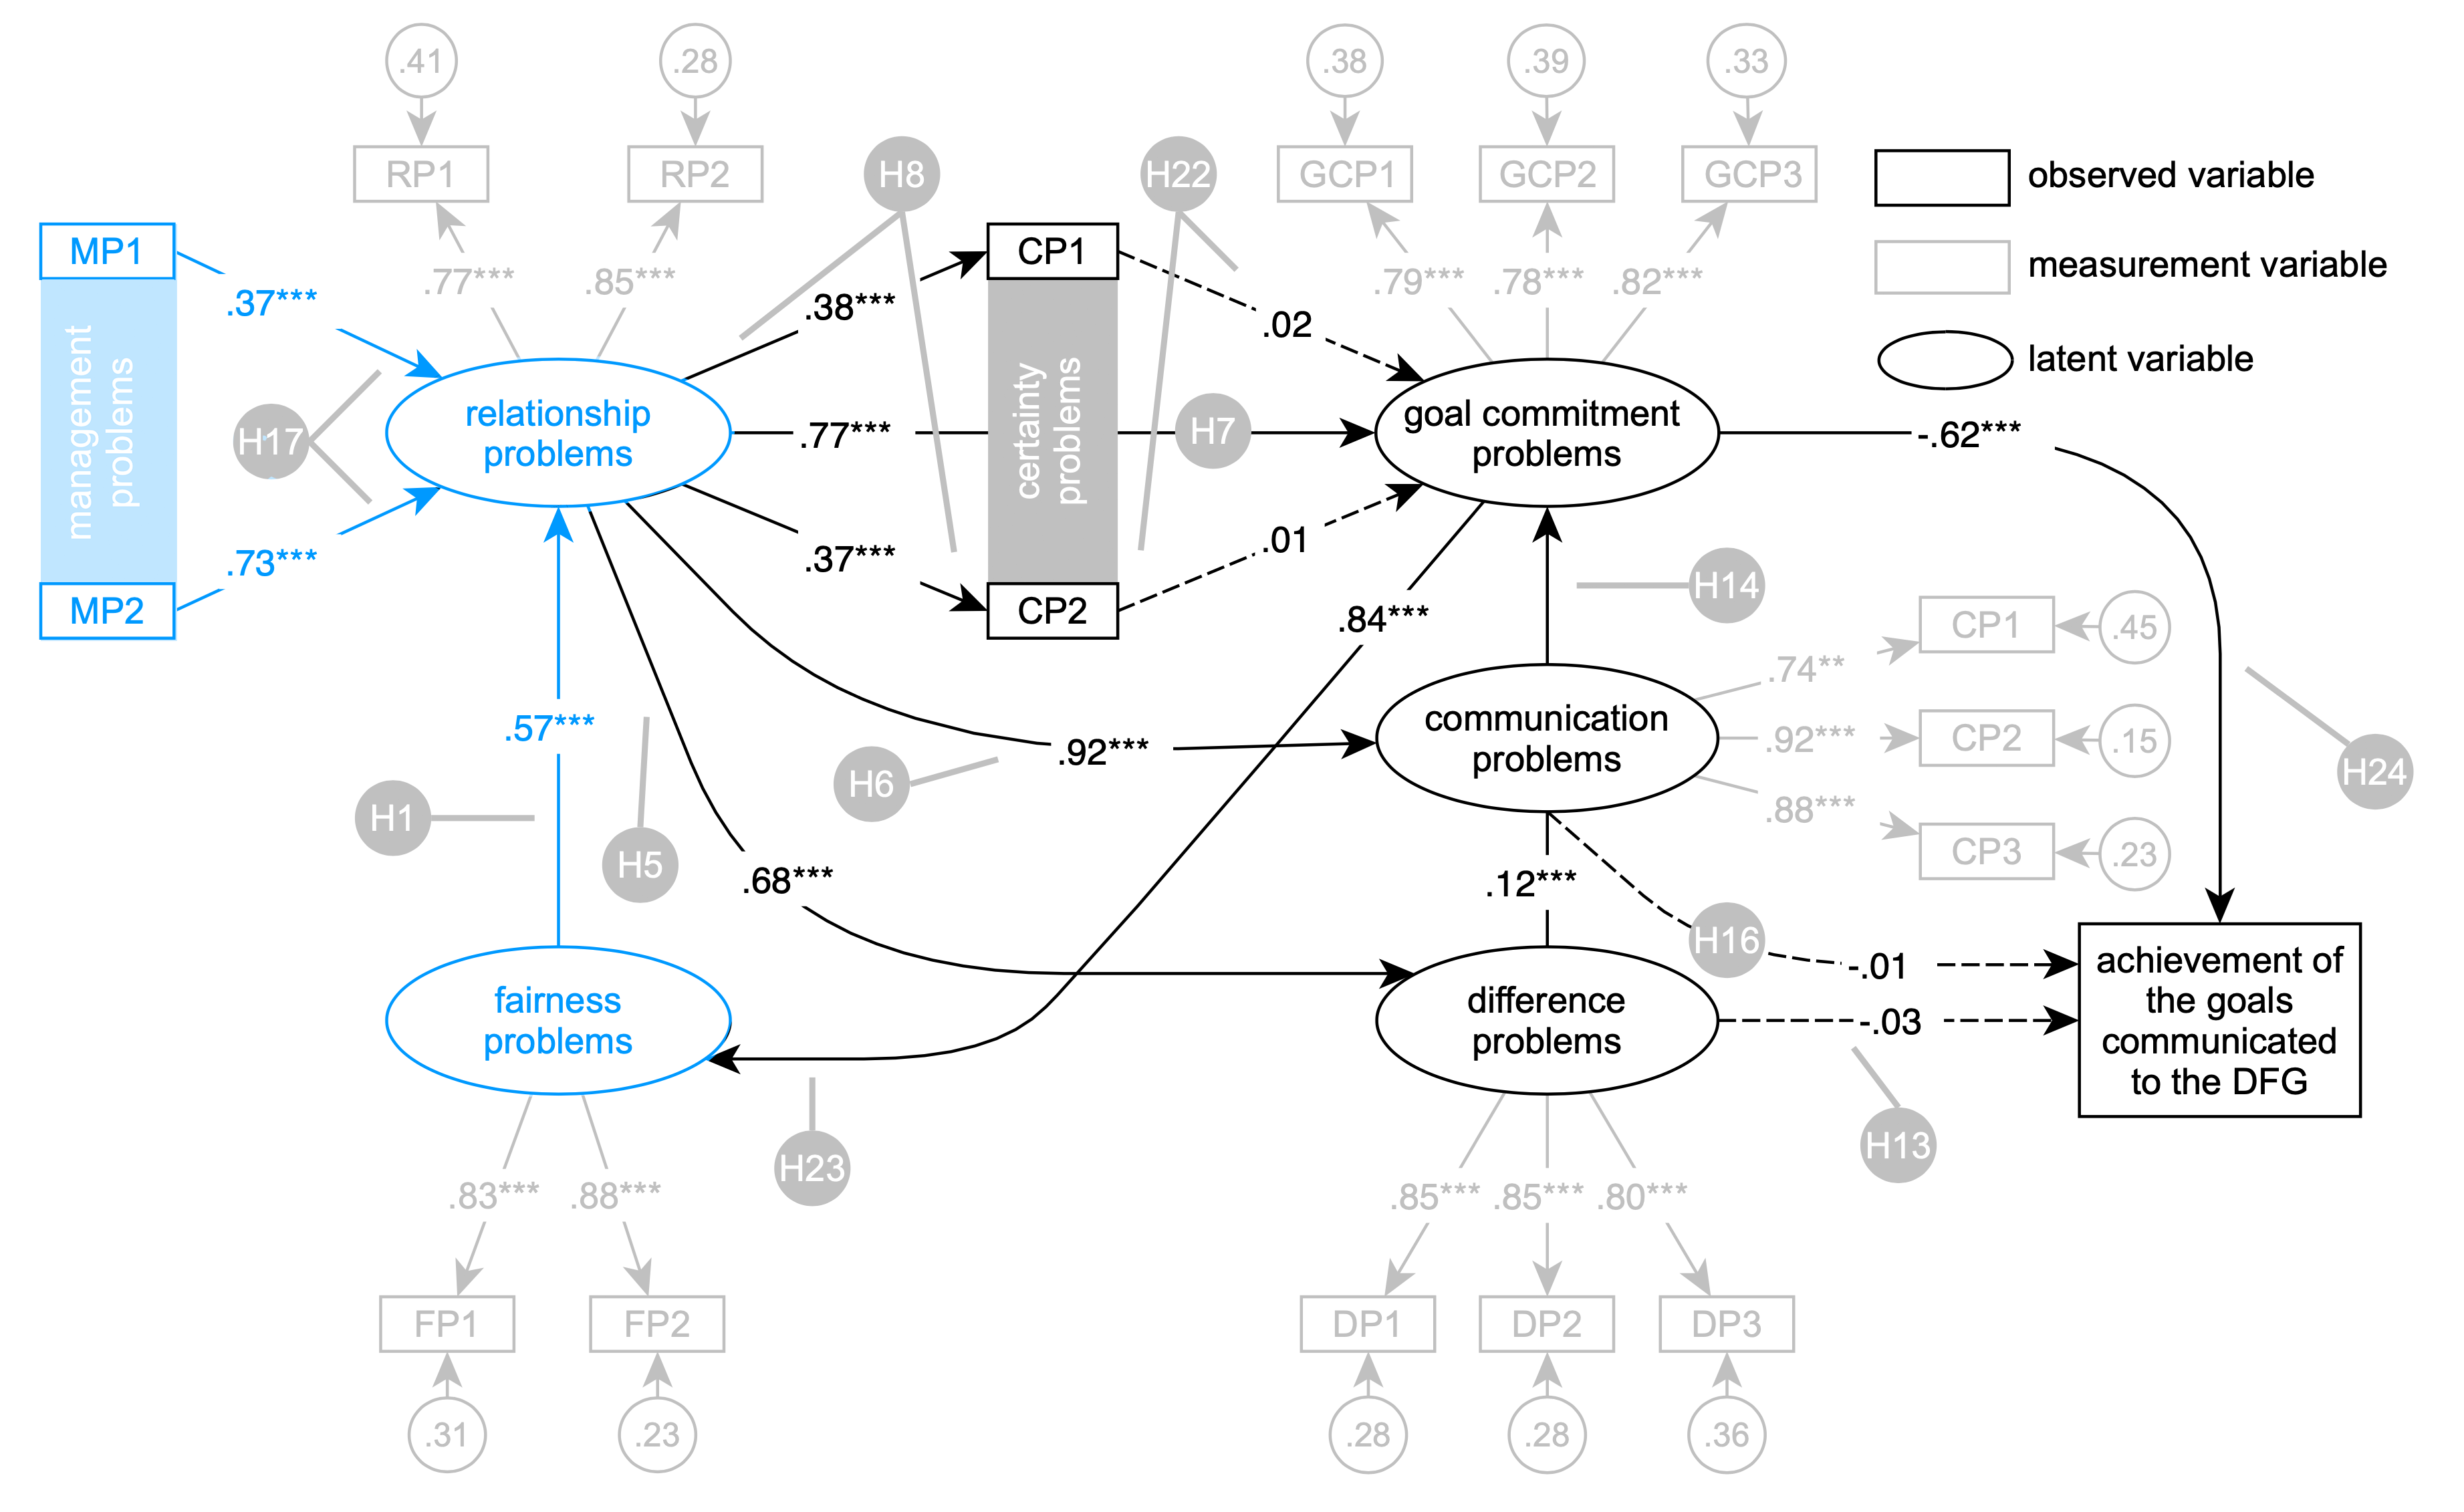 .41
.28
.38
.39
.33
RP1
RP2
H8
H22
GCP1
GCP2
GCP3
observed variable
measurement variable
latent variable
MP1
management
problems
MP2
.37***
.73***
H17
.77***
.85***
relationship
problems
.38***
.77***
.37***
CP1
certainty
problems
CP2
.02
H7
.01
.79***
.78***
.82***
goal commitment
problems
-.62***
.84***
H14
.57***
H1
H5
H6
.92***
communication
problems
.74**
.92***
.88***
CP1
.45
CP2
.15
CP3
.23
H24
.68***
.12***
H16
-.01
-.03
fairness
problems
difference
problems
achievement of
the goals
communicated
to the DFG
H23
H13
.83***
.88***
.85***
.85***
.80***
FP1
FP2
DP1
DP2
DP3
.31
.23
.28
.28
.36